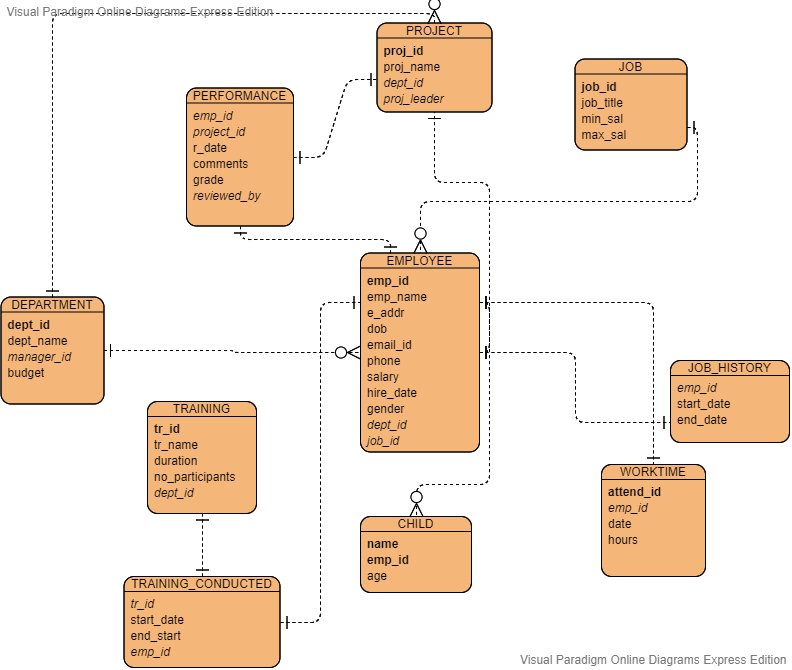 Visual Paradigm Online Diagrams Express Edition
PROJECT
proj_id
proj_name
dept_id
proj_leader
JOB
job_id
job_title
min_sal
max_sal
PERFORMANCE
emp_id
project_id
r_date
comments
grade
reviewed_by
EMPLOYEE
emp_id
emp_name
e_addr
dob
email_id
phone
salary
hire_date
gender
dept_id
job_id
DEPARTMENT
dept_id
dept_name
manager_id
budget
JOB_HISTORY
emp_id
start_date
end_date
TRAINING
tr_id
tr_name
duration
no_participants
dept_id
WORKTIME
attend_id
emp_id
date
hours
CHILD
name
emp_id
age
TRAINING_CONDUCTED
tr_id
start_date
end_start
emp_id
Visual Paradigm Online Diagrams Express Edition